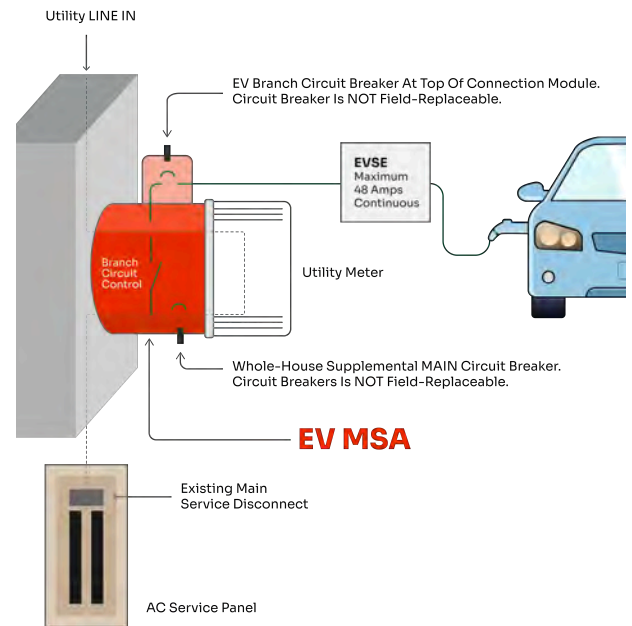 Utility LINE IN
EV Branch Circuit Breaker At Top Of Connection Module.
Circuit Breaker Is NOT Field-Replaceable.
EVSE
Maximum
48 Amps
Continuous
Branch
Circuit
Control
Utility Meter
Whole-House Supplemental MAIN Circuit Breaker.
Circuit Breakers Is NOT Field-Replaceable.
EV MSA
Existing Main
Service Disconnect
AC Service Panel